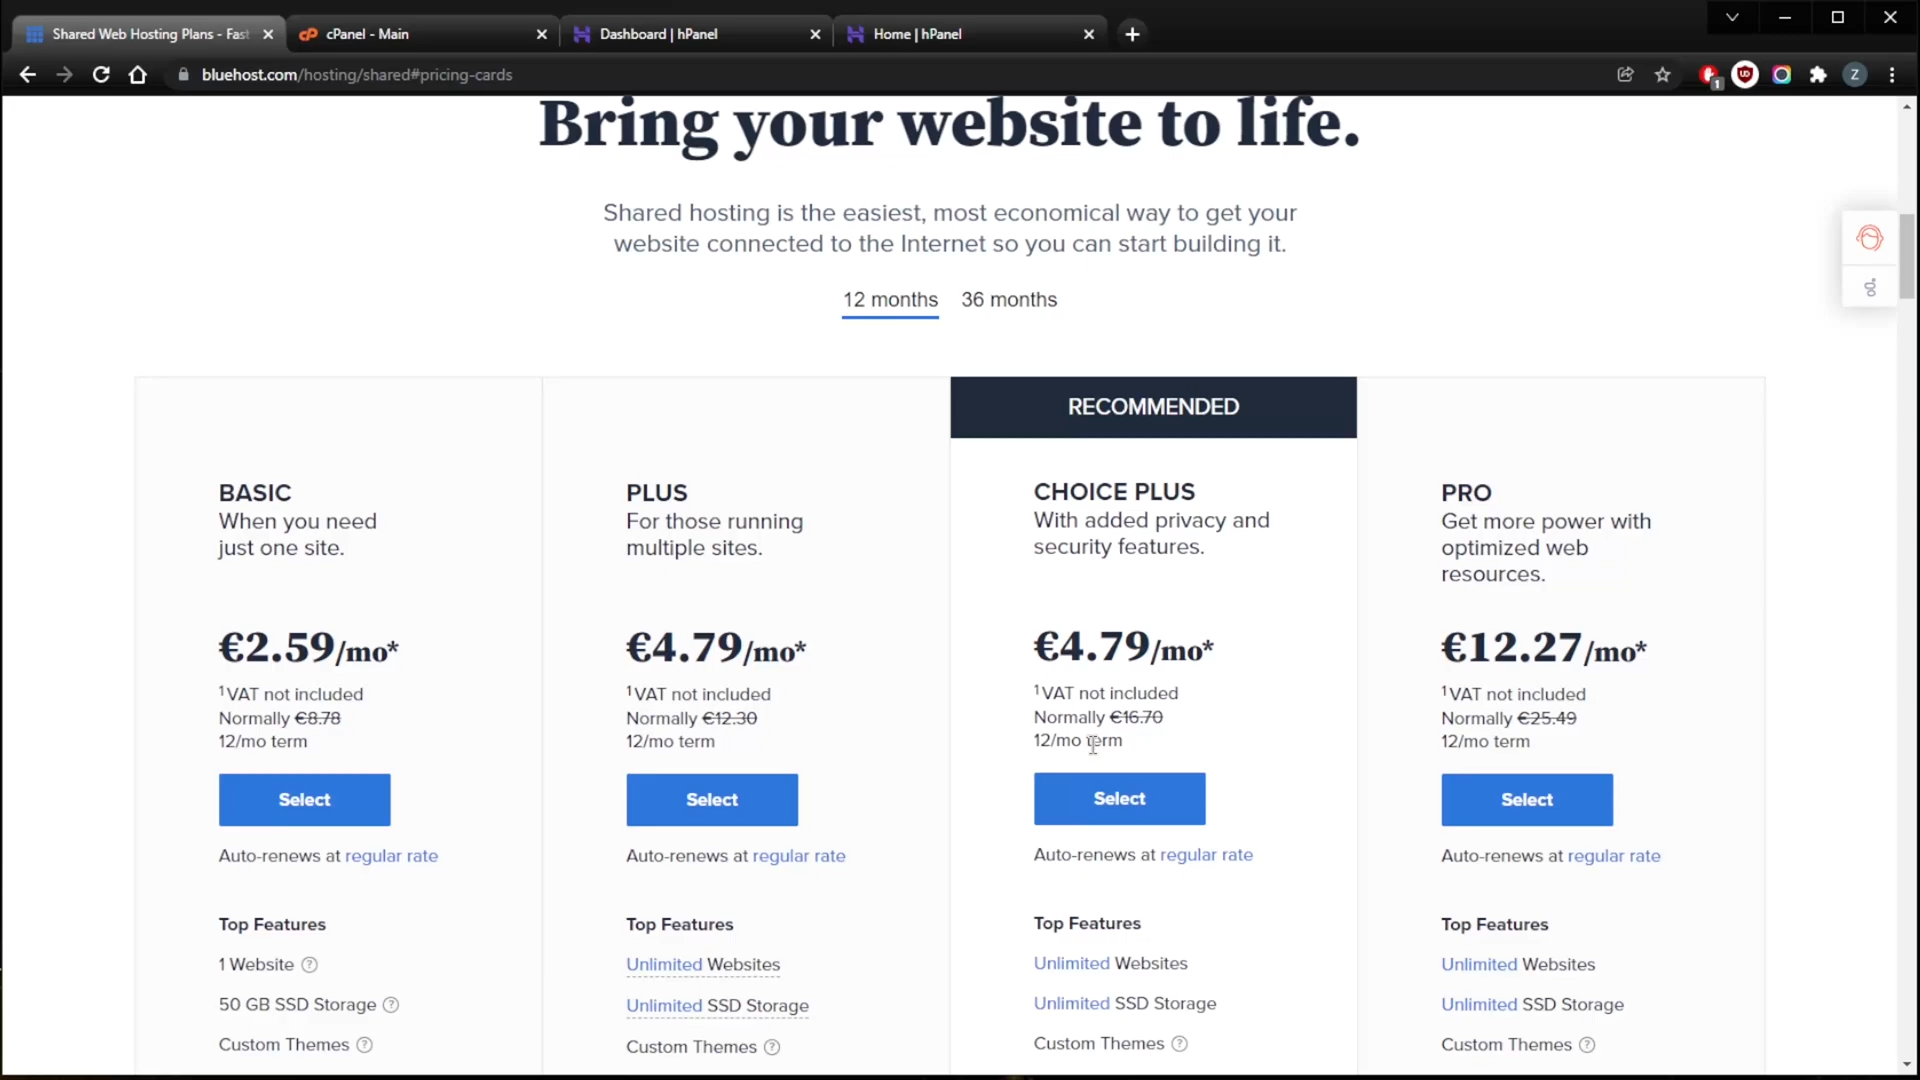 Shared Web Hosting Plans - Fast
cPanel - Main
Dashboard | hPanel
Home | hPanel
bluehost.com/hosting/shared#pricing-cards
1
Z
Bring your website to life.
Shared hosting is the easiest, most economical way to get your
website connected to the Internet so you can start building it.
12 months 36 months
RECOMMENDED
BASIC
When you need
just one site.
€2.59/mo*
1 VAT not included
Normally €8.78
12/mo term
Select
Auto-renews at regular rate
Top Features
1 Website
50 GB SSD Storage
Custom Themes
PLUS
For those running
multiple sites.
€4.79/mo*
1 VAT not included
Normally €12.30
12/mo term
Select
Auto-renews at regular rate
Top Features
Unlimited Websites
Unlimited SSD Storage
Custom Themes
CHOICE PLUS
With added privacy and
security features.
€4.79/mo*
1 VAT not included
Normally €16.70
12/mo term
Select
Auto-renews at regular rate
Top Features
Unlimited Websites
Unlimited SSD Storage
Custom Themes
PRO
Get more power with
optimized web
resources.
€12.27/mo*
1 VAT not included
Normally €25.49
12/mo term
Select
Auto-renews at regular rate
Top Features
Unlimited Websites
Unlimited SSD Storage
Custom Themes